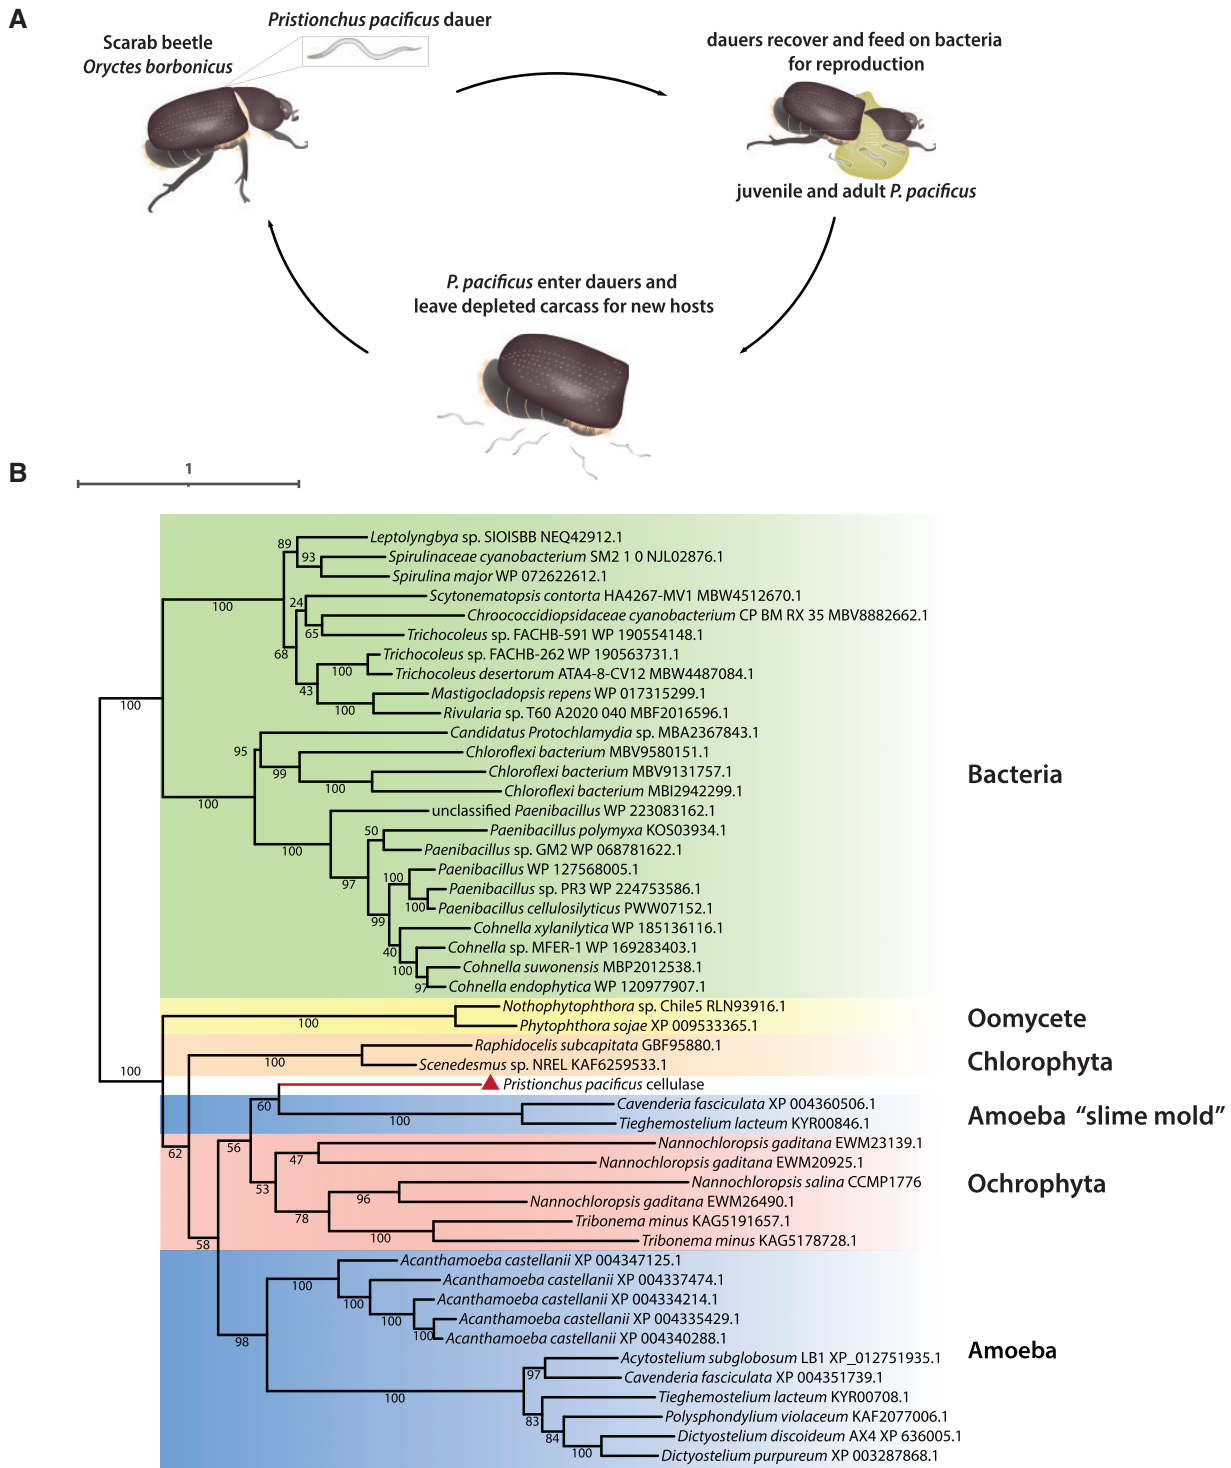 A
Pristionchus pacificus dauer
Scarab beetle
Oryctes borbonicus
dauers recover and feed on bacteria
for reproduction
juvenile and adult P. pacificus
P. pacificus enter dauers and
leave depleted carcass for new hosts
B
1
Leptolyngbya sp. SIOISBB NEQ42912.1
Spirulinaceae cyanobacterium SM2 1 0 NJL02876.1
Spirulina major WP 072622612.1
Scytonematopsis contorta HA4267-MV1 MBW4512670.1
Chroococcidiopsidaceae cyanobacterium CP BM RX 35 MBV8882662.1
Trichocoleus sp. FACHB-591 WP 190554148.1
Trichocoleus sp. FACHB-262 WP 190563731.1
Trichocoleus desertorum ATA4-8-CV12 MBW4487084.1
Mastigocladopsis repens WP 017315299.1
Rivularia sp. T60 A2020 040 MBF2016596.1
Candidatus Protochlamydia sp. MBA2367843.1
Chloroflexi bacterium MBV9580151.1
Chloroflexi bacterium MBV9131757.1
Chloroflexi bacterium MBI2942299.1
unclassified Paenibacillus WP 223083162.1
Paenibacillus polymyxa KOS03934.1
Paenibacillus sp. GM2 WP 068781622.1
Paenibacillus WP 127568005.1
Paenibacillus sp. PR3 WP 224753586.1
Paenibacillus cellulosilyticus PWW07152.1
Cohnella xylanilytica WP 185136116.1
Cohnella sp. MFER-1 WP 169283403.1
Cohnella suwonensis MBP2012538.1
Cohnella endophytica WP 120977907.1
Nothophytophthora sp. Chile5 RLN93916.1
Phytophthora sojae XP 009533365.1
Raphidocelis subcapitata GBF95880.1
Scenedesmus sp. NREL KAF6259533.1
Pristionchus pacificus cellulase
Cavenderia fasciculata XP 004360506.1
Tieghemostelium lacteum KYR00846.1
Nannochloropsis gaditana EWM23139.1
Nannochloropsis gaditana EWM20925.1
Nannochloropsis salina CCMP1776
Nannochloropsis gaditana EWM26490.1
Tribonema minus KAG5191657.1
Tribonema minus KAG5178728.1
Acanthamoeba castellanii XP 004347125.1
Acanthamoeba castellanii XP 004337474.1
Acanthamoeba castellanii XP 004334214.1
Acanthamoeba castellanii XP 004335429.1
Acanthamoeba castellanii XP 004340288.1
Acytostelium subglobosum LB1 XP_012751935.1
Cavenderia fasciculata XP 004351739.1
Tieghemostelium lacteum KYR00708.1
Polysphondylium violaceum KAF2077006.1
Dictyostelium discoideum AX4 XP 636005.1
Dictyostelium purpureum XP 003287868.1
Bacteria
Oomycete
Chlorophyta
Amoeba "slime mold"
Ochrophyta
Amoeba
89
93
100
24
65
68
100
43
100
100
95
99
100
100
100
50
97
100
100
99
40
100
97
100
100
100
60
100
62
56
47
53
96
78
100
58
100
100
100
100
98
97
100
83
84
100